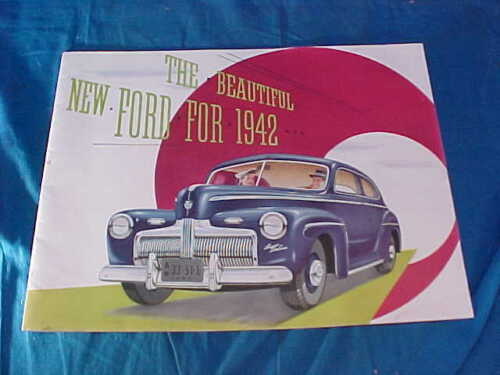 THE · BEAUTIFUL
NEW · FORD · FOR · 1942 ...